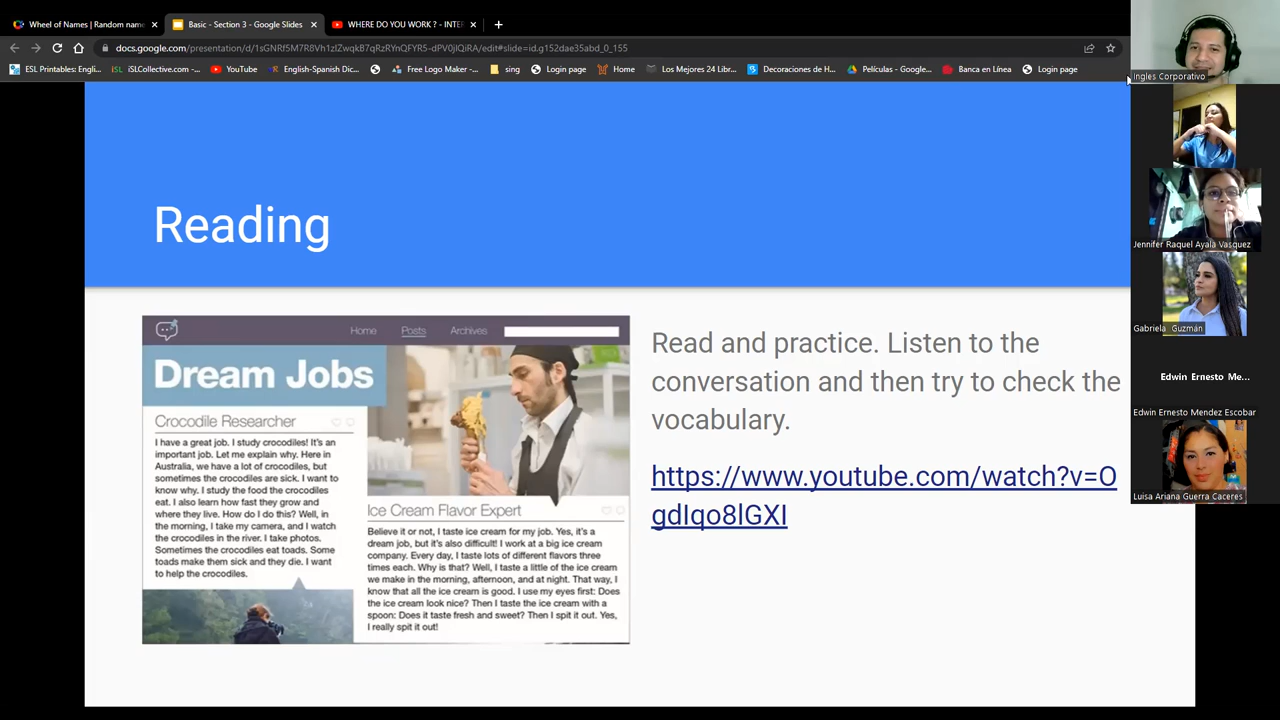 Wheel of Names | Random nam
Basic - Section 3 - Google Slides
WHERE DO YOU WORK ? - INTE
docs.google.com/presentation/d/1sGNRf5M7R8Vh1zIZwqkB7qRzRYnQFYR5-dPV0jIQiRA/edit#slide=id.g152dae35abd_0_155
ESL Printables: Engli...
iSLCollective.com -...
YouTube
English-Spanish Dic...
Free Logo Maker -...
sing
Login page
Home
Los Mejores 24 Libr...
Decoraciones de H...
Películas - Google...
Banca en Línea
Login page
Reading
Home Posts Archives
Dream Jobs
Crocodile Researcher
I have a great job. I study crocodiles! It's an
important job. Let me explain why. Here in
Australia, we have a lot of crocodiles, but
sometimes the crocodiles are sick. I want to
know why. I study the food the crocodiles
eat. I also learn how fast they grow and
where they live. How do I do this? Well, in
the morning, I take my camera, and I watch
the crocodiles in the river. I take photos.
Sometimes the crocodiles eat toads. Some
toads make them sick and they die. I want
to help the crocodiles.
Ice Cream Flavor Expert
Believe it or not, I taste ice cream for my job. Yes, it's a
dream job, but it's also difficult! I work at a big ice cream
company. Every day, I taste lots of different flavors three
times each. Why is that? Well, I taste a little of the ice cream
we make in the morning, afternoon, and at night. That way, I
know that all the ice cream is good. I use my eyes first: Does
the ice cream look nice? Then I taste the ice cream with a
spoon: Does it taste fresh and sweet? Then I spit it out. Yes,
I really spit it out!
Read and practice. Listen to the
conversation and then try to check the
vocabulary.
https://www.youtube.com/watch?v=O
gdIqo8lGXI
Ingles Corporativo
Jennifer Raquel Ayala Vasquez
Gabriela Guzmán
Edwin Ernesto Me...
Edwin Ernesto Mendez Escobar
Luisa Ariana Guerra Caceres